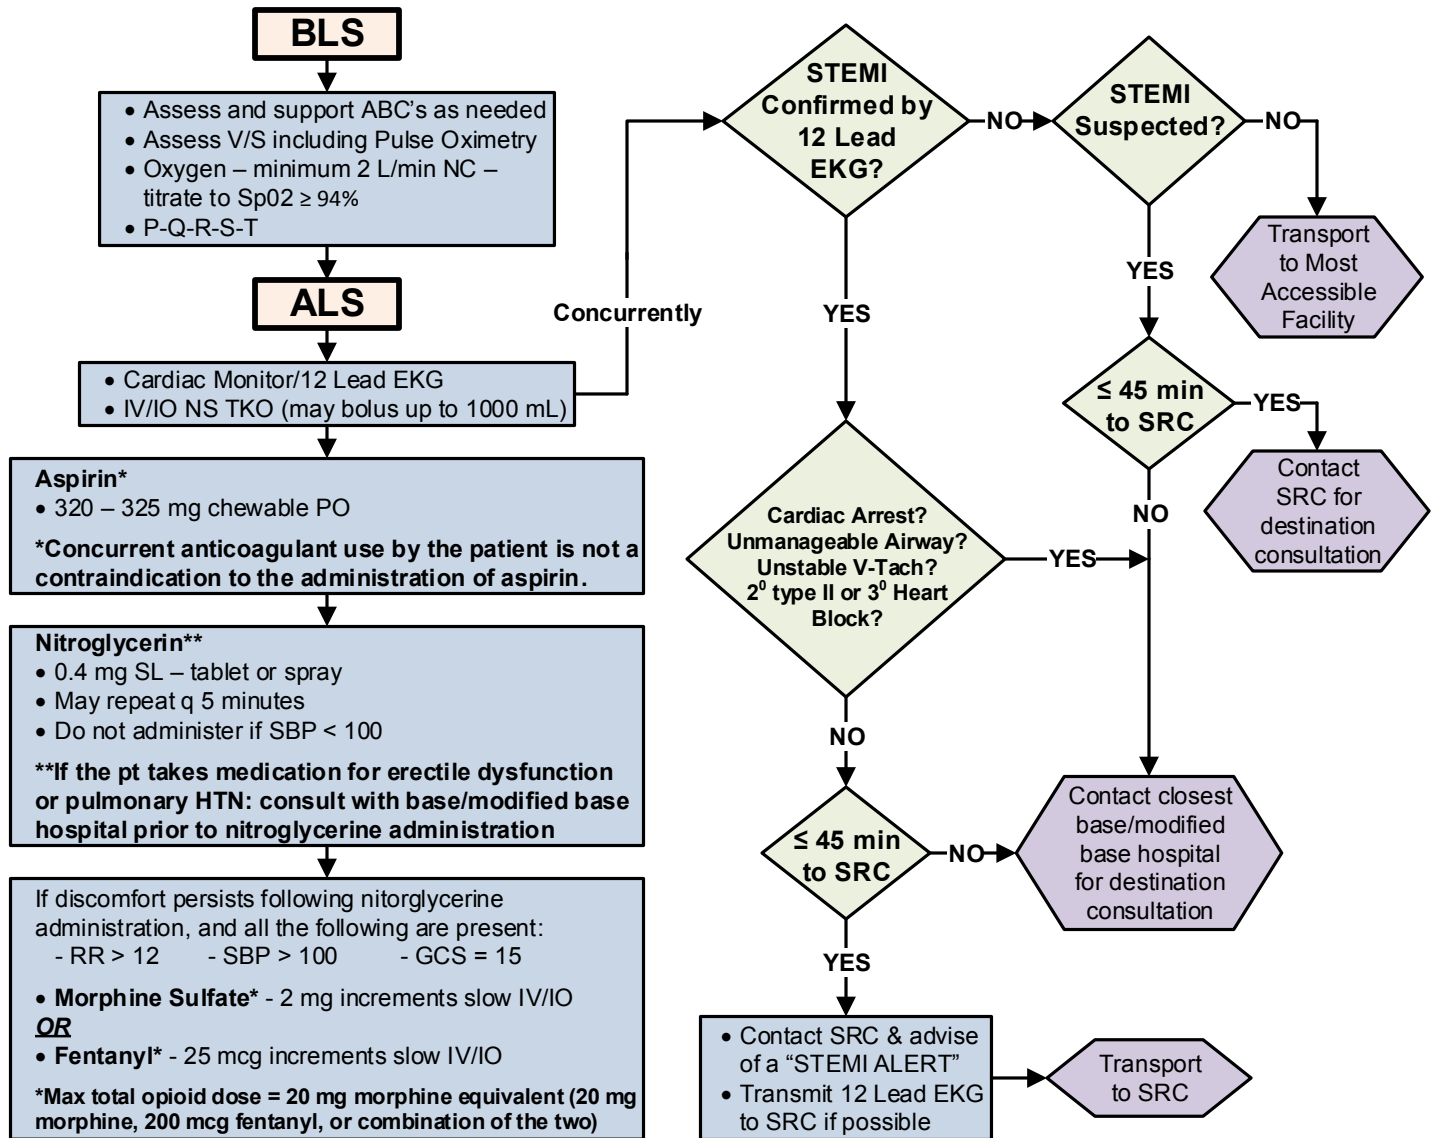 BLS
• Assess and support ABC's as needed
• Assess V/S including Pulse Oximetry
• Oxygen – minimum 2 L/min NC –
titrate to Sp02 ≥ 94%
• P-Q-R-S-T
ALS
• Cardiac Monitor/12 Lead EKG
• IV/IO NS TKO (may bolus up to 1000 mL)
Aspirin*
• 320 – 325 mg chewable PO
*Concurrent anticoagulant use by the patient is not a
contraindication to the administration of aspirin.
Nitroglycerin**
• 0.4 mg SL – tablet or spray
• May repeat q 5 minutes
• Do not administer if SBP < 100
**If the pt takes medication for erectile dysfunction
or pulmonary HTN: consult with base/modified base
hospital prior to nitroglycerine administration
If discomfort persists following nitorglycerine
administration, and all the following are present:
- RR > 12 - SBP > 100 - GCS = 15
• Morphine Sulfate* - 2 mg increments slow IV/IO
OR
• Fentanyl* - 25 mcg increments slow IV/IO
*Max total opioid dose = 20 mg morphine equivalent (20 mg
morphine, 200 mcg fentanyl, or combination of the two)
Concurrently
STEMI
Confirmed by
12 Lead
EKG?
NO
STEMI
Suspected?
NO
Transport
to Most
Accessible
Facility
YES
≤ 45 min
to SRC
YES
Contact
SRC for
destination
consultation
NO
YES
Cardiac Arrest?
Unmanageable Airway?
Unstable V-Tach?
2⁰ type II or 3⁰ Heart
Block?
YES
NO
≤ 45 min
to SRC
NO
Contact closest
base/modified
base hospital
for destination
consultation
YES
• Contact SRC & advise
of a “STEMI ALERT”
• Transmit 12 Lead EKG
to SRC if possible
Transport
to SRC